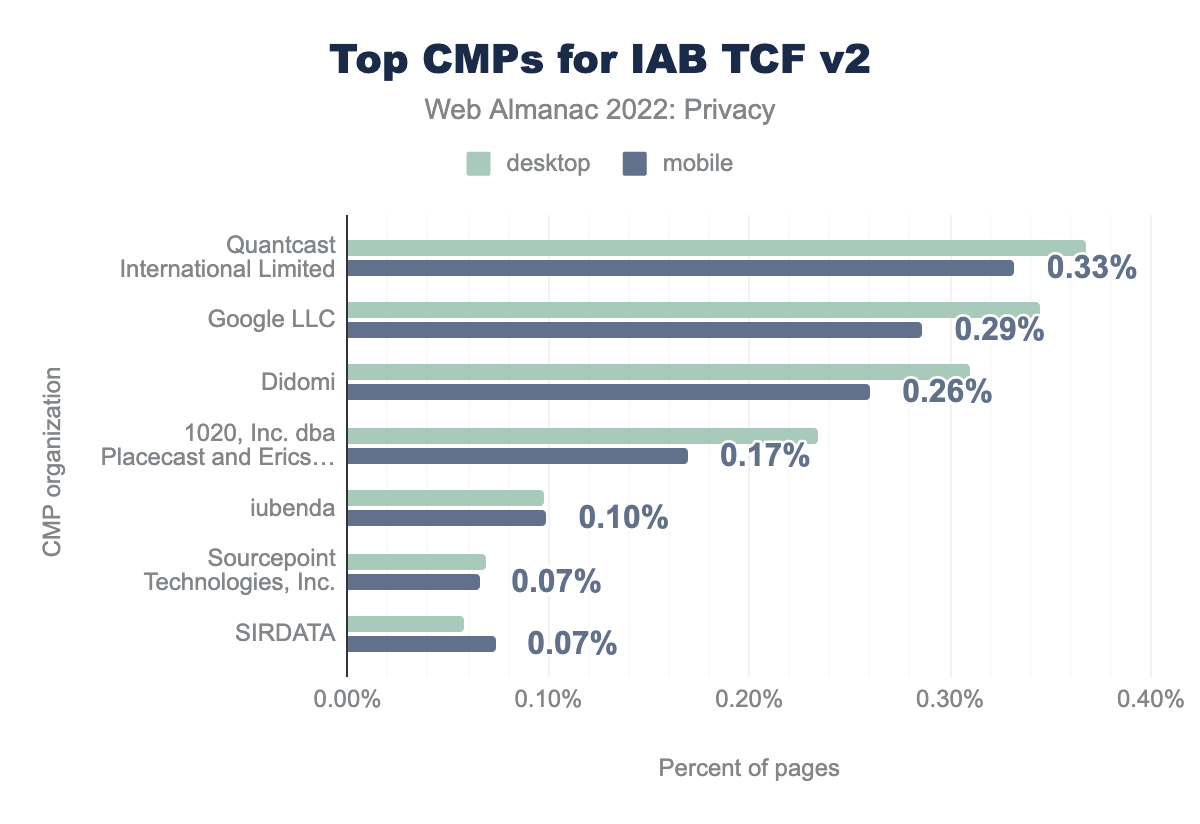 Top CMPs for IAB TCF v2
Web Almanac 2022: Privacy
desktop
mobile
Quantcast
International Limited
0.33%
Google LLC
0.29%
Didomi
0.26%
1020, Inc. dba
Placecast and Erics…
0.17%
iubenda
0.10%
Sourcepoint
Technologies, Inc.
0.07%
SIRDATA
0.07%
CMP organization
0.00%
0.10%
0.20%
0.30%
0.40%
Percent of pages